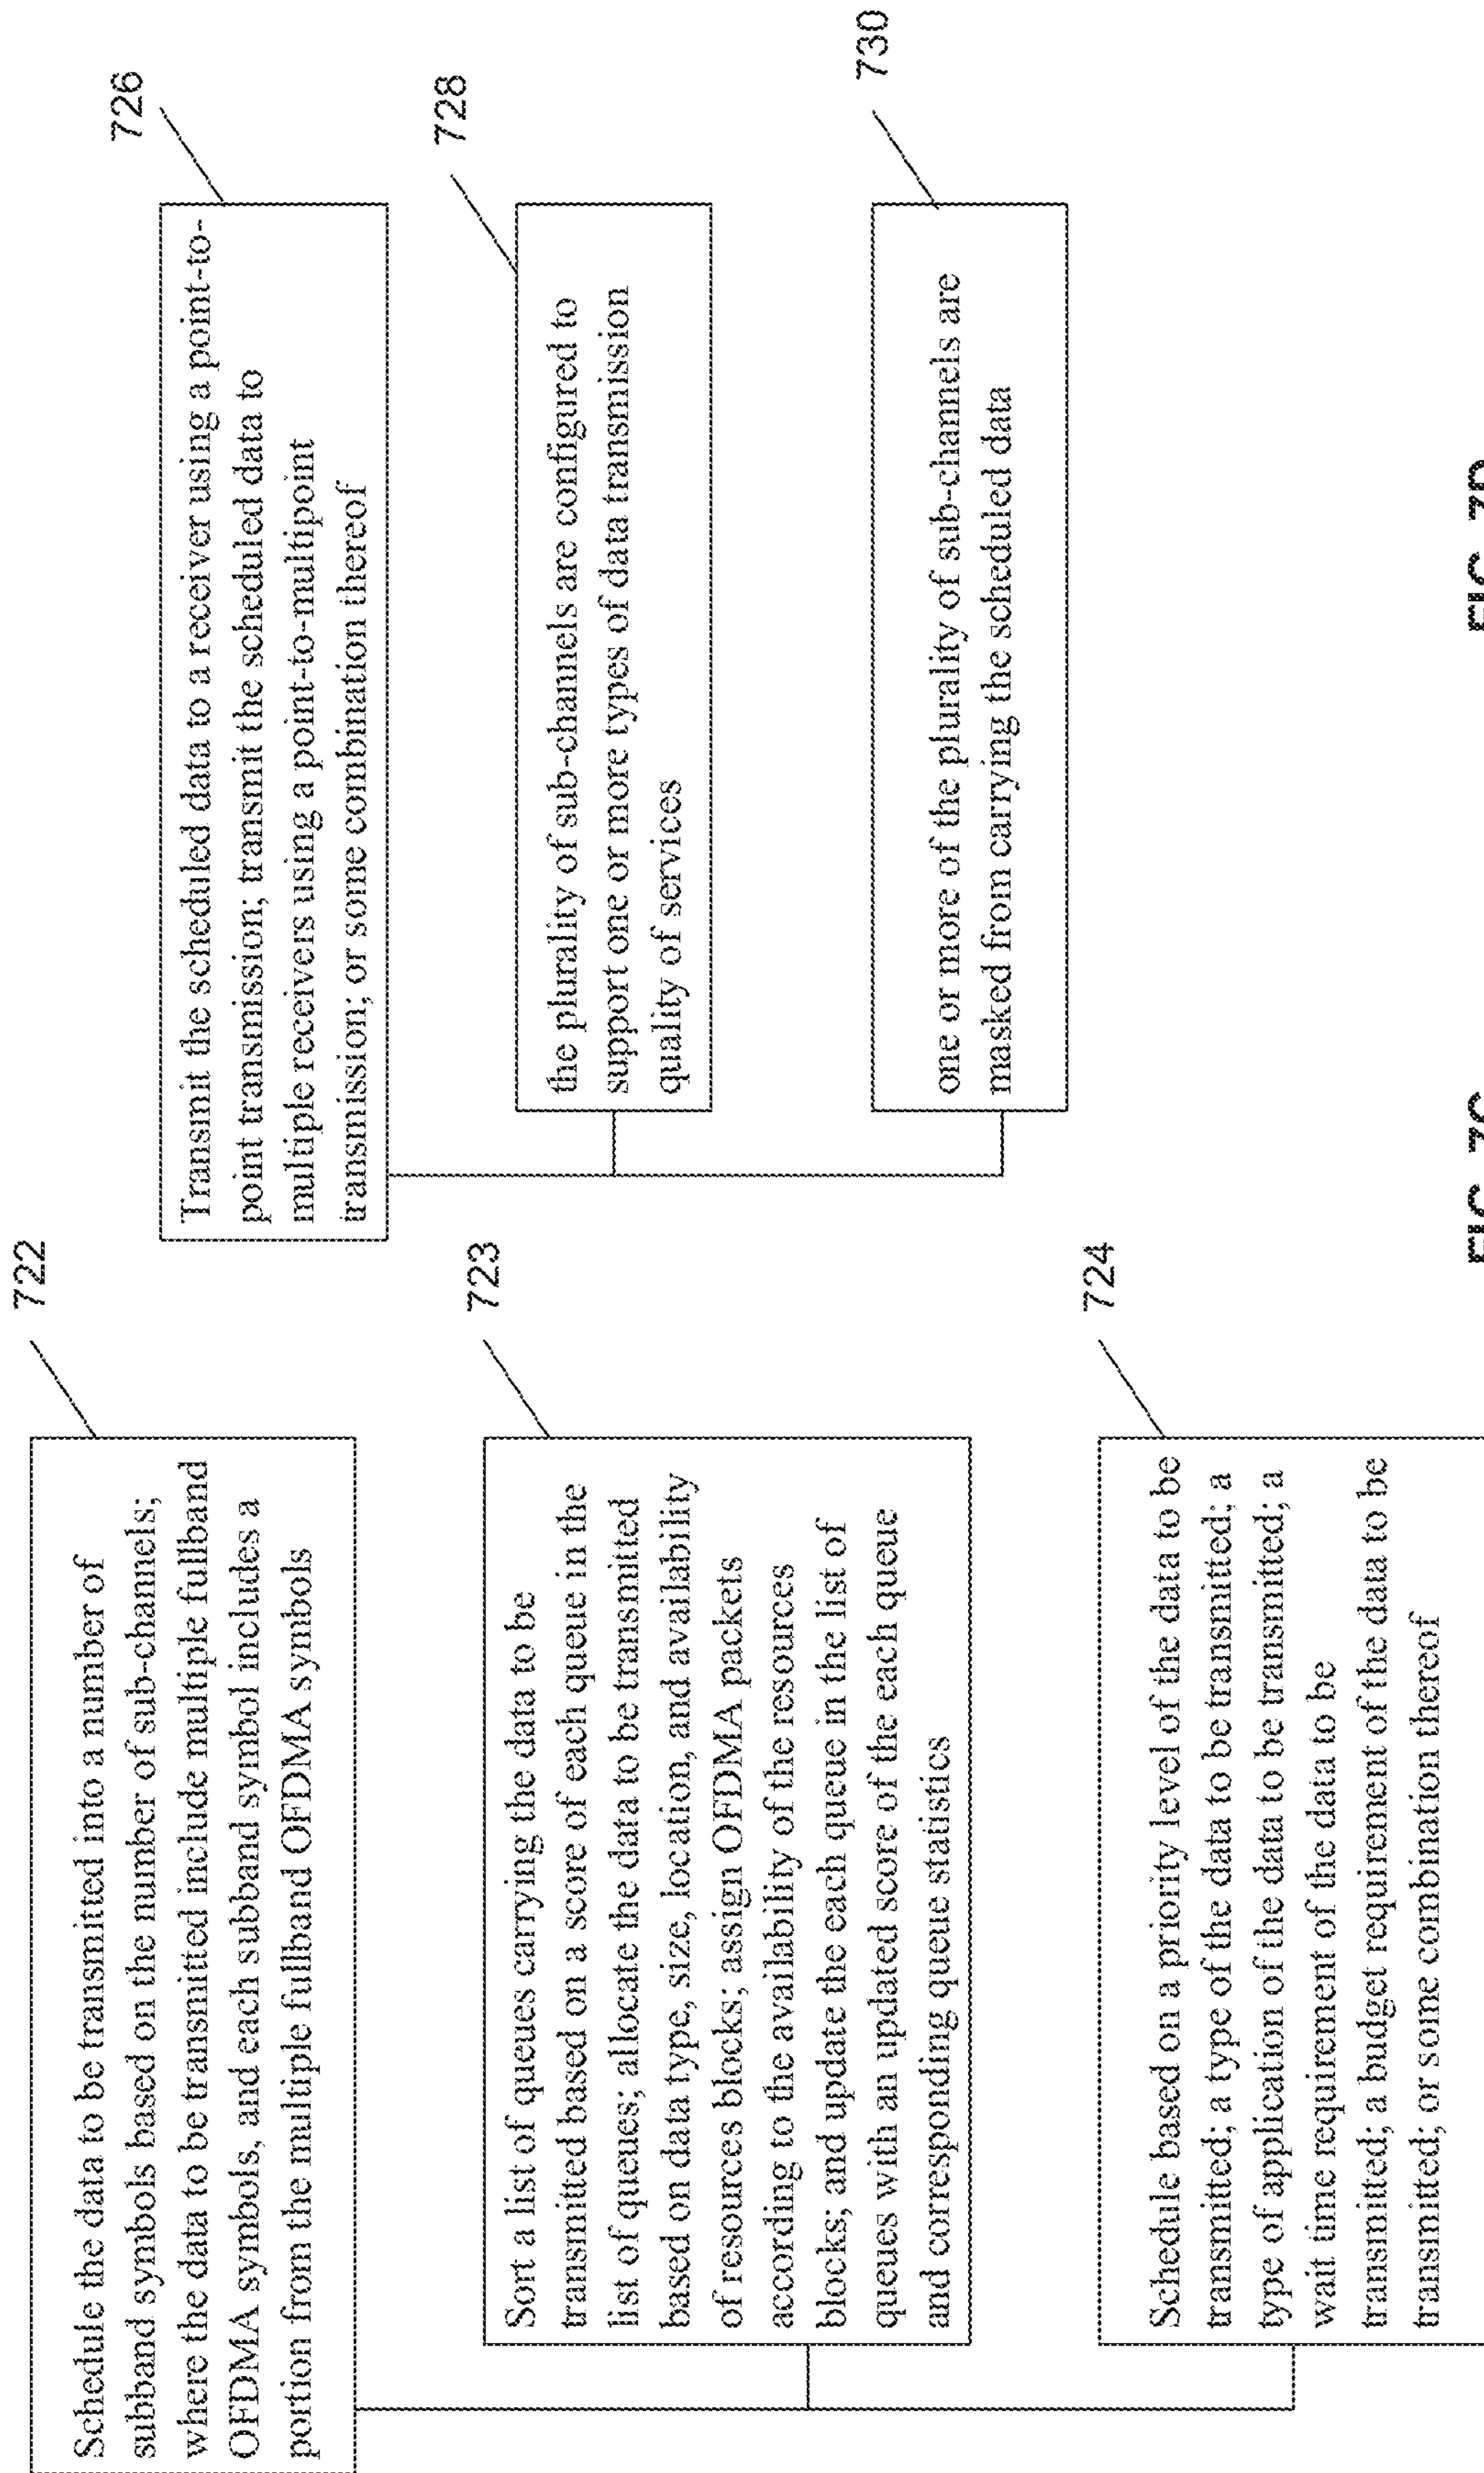 722
Schedule the data to be transmitted into a number of
subband symbols based on the number of sub-channels;
where the data to be transmitted include multiple fullband
OFDMA symbols, and each subband symbol includes a
portion from the multiple fullband OFDMA symbols
723
Sort a list of queues carrying the data to be
transmitted based on a score of each queue in the
list of queues; allocate the data to be transmitted
based on data type, size, location, and availability
of resources blocks; assign OFDMA packets
according to the availability of the resources
blocks; and update the each queue in the list of
queues with an updated score of the each queue
and corresponding queue statistics
724
Schedule based on a priority level of the data to be
transmitted; a type of the data to be transmitted; a
type of application of the data to be transmitted; a
wait time requirement of the data to be
transmitted; a budget requirement of the data to be
transmitted; or some combination thereof
FIG. 7C
726
Transmit the scheduled data to a receiver using a point-to-
point transmission; transmit the scheduled data to
multiple receivers using a point-to-multipoint
transmission; or some combination thereof
728
the plurality of sub-channels are configured to
support one or more types of data transmission
quality of services
730
one or more of the plurality of sub-channels are
masked from carrying the scheduled data
FIG. 7D